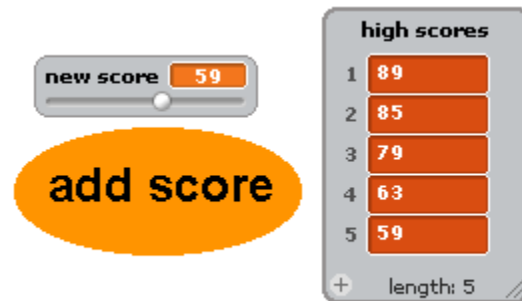 new score 59
add score
high scores
1 89
2 85
3 79
4 63
5 59
+ length: 5